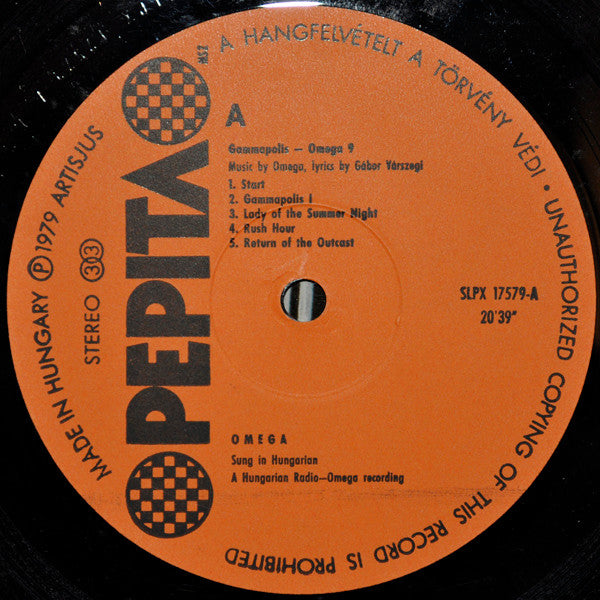 A HANGFELVÉTELT A TÖRVÉNY VÉDI • UNAUTHORIZED COPYING OF THIS RECORD IS PROHIBITED
MADE IN HUNGARY Ⓟ 1979 ARTISJUS
STEREO 33
PEPITA
MSZ
A
Gammapolis — Omega 9
Music by Omega, lyrics by Gábor Várszegi
1. Start
2. Gammapolis I
3. Lady of the Summer Night
4. Rush Hour
5. Return of the Outcast
SLPX 17579-A
20'39"
OMEGA
Sung in Hungarian
A Hungarian Radio—Omega recording